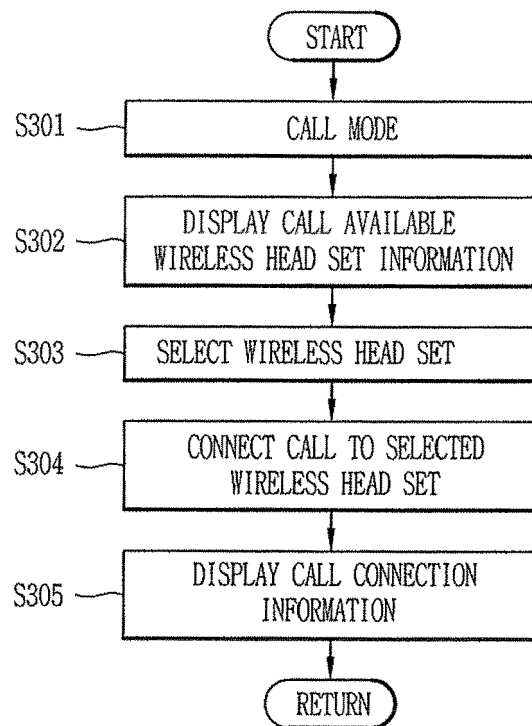 START
S301
CALL MODE
S302
DISPLAY CALL AVAILABLE
WIRELESS HEAD SET INFORMATION
S303
SELECT WIRELESS HEAD SET
S304
CONNECT CALL TO SELECTED
WIRELESS HEAD SET
S305
DISPLAY CALL CONNECTION
INFORMATION
RETURN